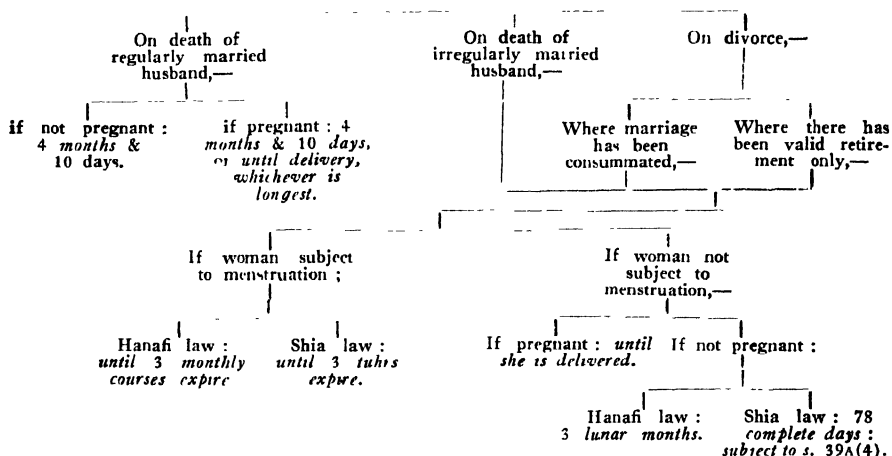 On death of
regularly married
husband,—
On death of
irregularly married
husband,—
On divorce,—
if not pregnant :
4 months &
10 days.
if pregnant : 4
months & 10 days,
or until delivery,
whichever is
longest.
Where marriage
has been
consummated,—
Where there has
been valid retire-
ment only,—
If woman subject
to menstruation ;
If woman not
subject to
menstruation,—
Hanafi law :
until 3 monthly
courses expire
Shia law :
until 3 tuhrs
expire.
If pregnant : until
she is delivered.
If not pregnant :
Hanafi law :
3 lunar months.
Shia law : 78
complete days :
subject to s. 39A(4).